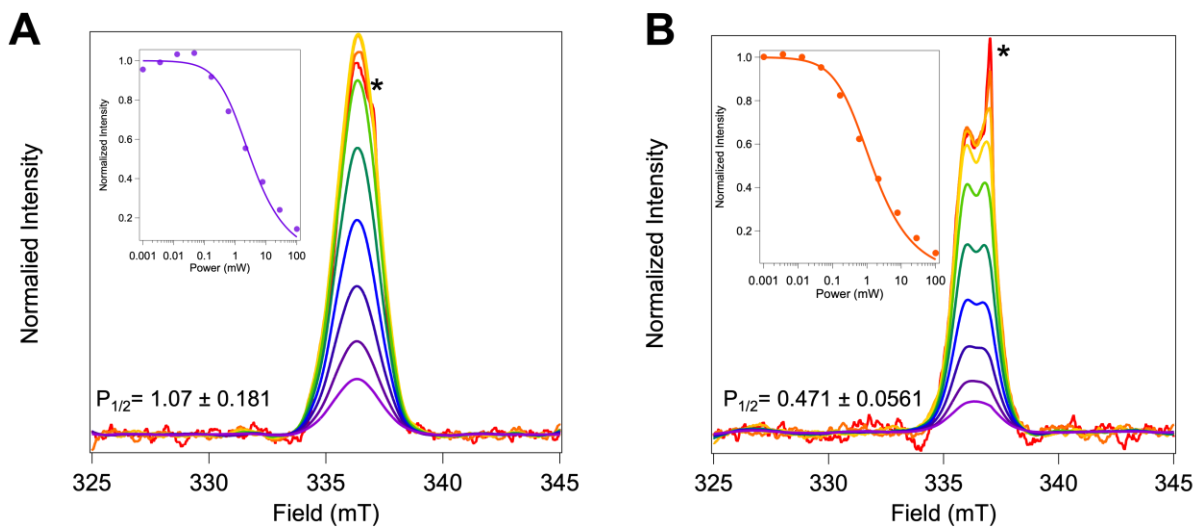 A
Normalied Intensity
Normalized Intensity
1.0
0.8
0.6
0.4
0.2
0.001 0.01 0.1 1 10 100
Power (mW)
*
P1/2= 1.07 ± 0.181
325 330 335 340 345
Field (mT)
B
Normalized Intensity
Normalized Intensity
1.0
0.8
0.6
0.4
0.2
0.001 0.01 0.1 1 10 100
Power (mW)
*
P1/2= 0.471 ± 0.0561
325 330 335 340 345
Field (mT)